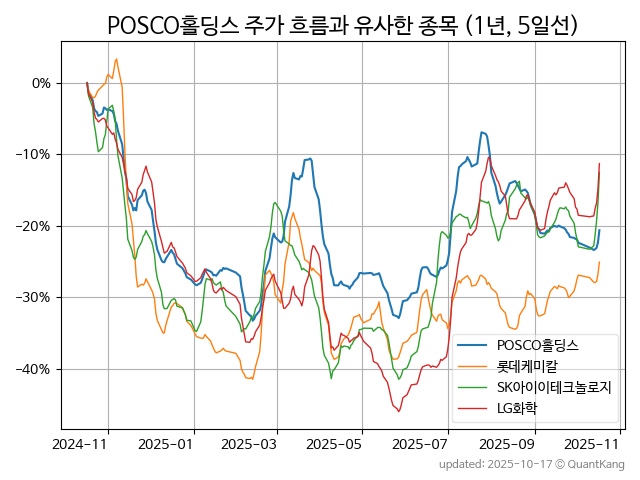 POSCO홀딩스 주가 흐름과 유사한 종목 (1년, 5일선)
0%
−10%
−20%
−30%
−40%
POSCO홀딩스
롯데케미칼
SK아이이테크놀로지
LG화학
2024-11 2025-01 2025-03 2025-05 2025-07 2025-09 2025-11
updated: 2025-10-17 © QuantKang